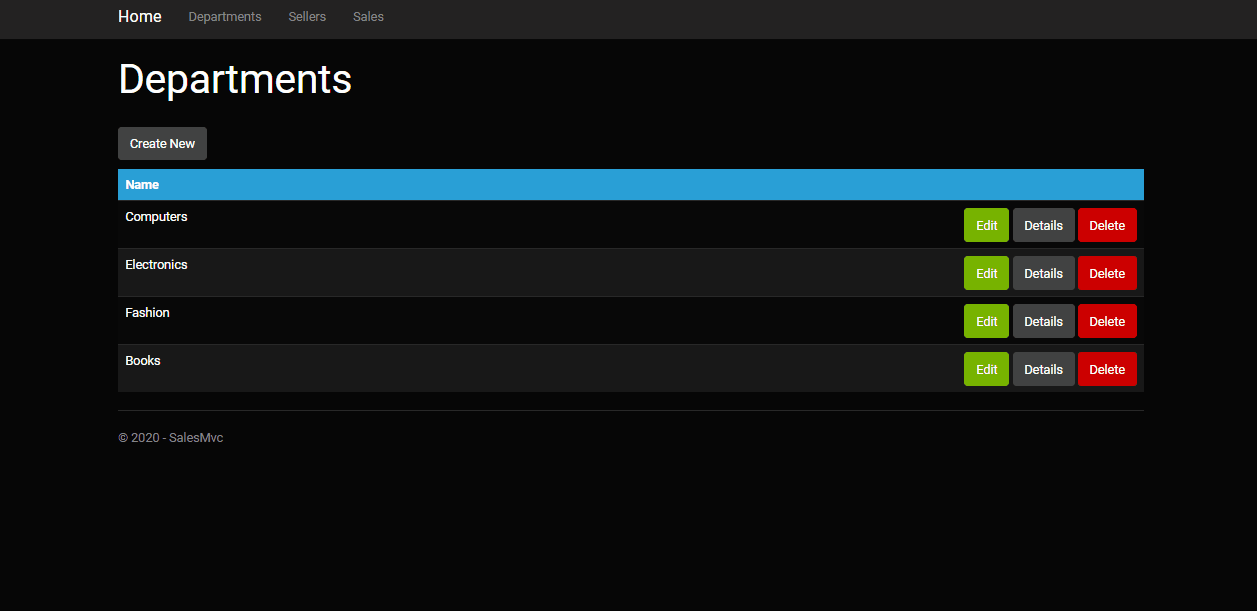 Home Departments Sellers Sales
Departments
Create New
Name
Computers Edit Details Delete
Electronics Edit Details Delete
Fashion Edit Details Delete
Books Edit Details Delete
© 2020 - SalesMvc